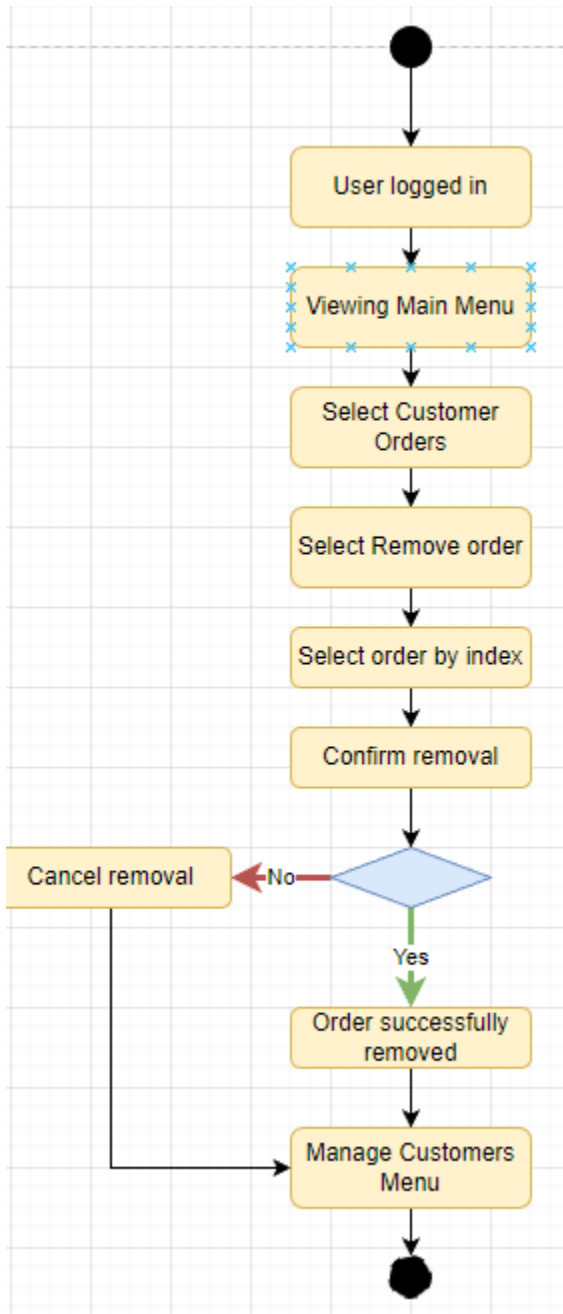 User logged in
Viewing Main Menu
Select Customer
Orders
Select Remove order
Select order by index
Confirm removal
Cancel removal
No
Yes
Order successfully
removed
Manage Customers
Menu